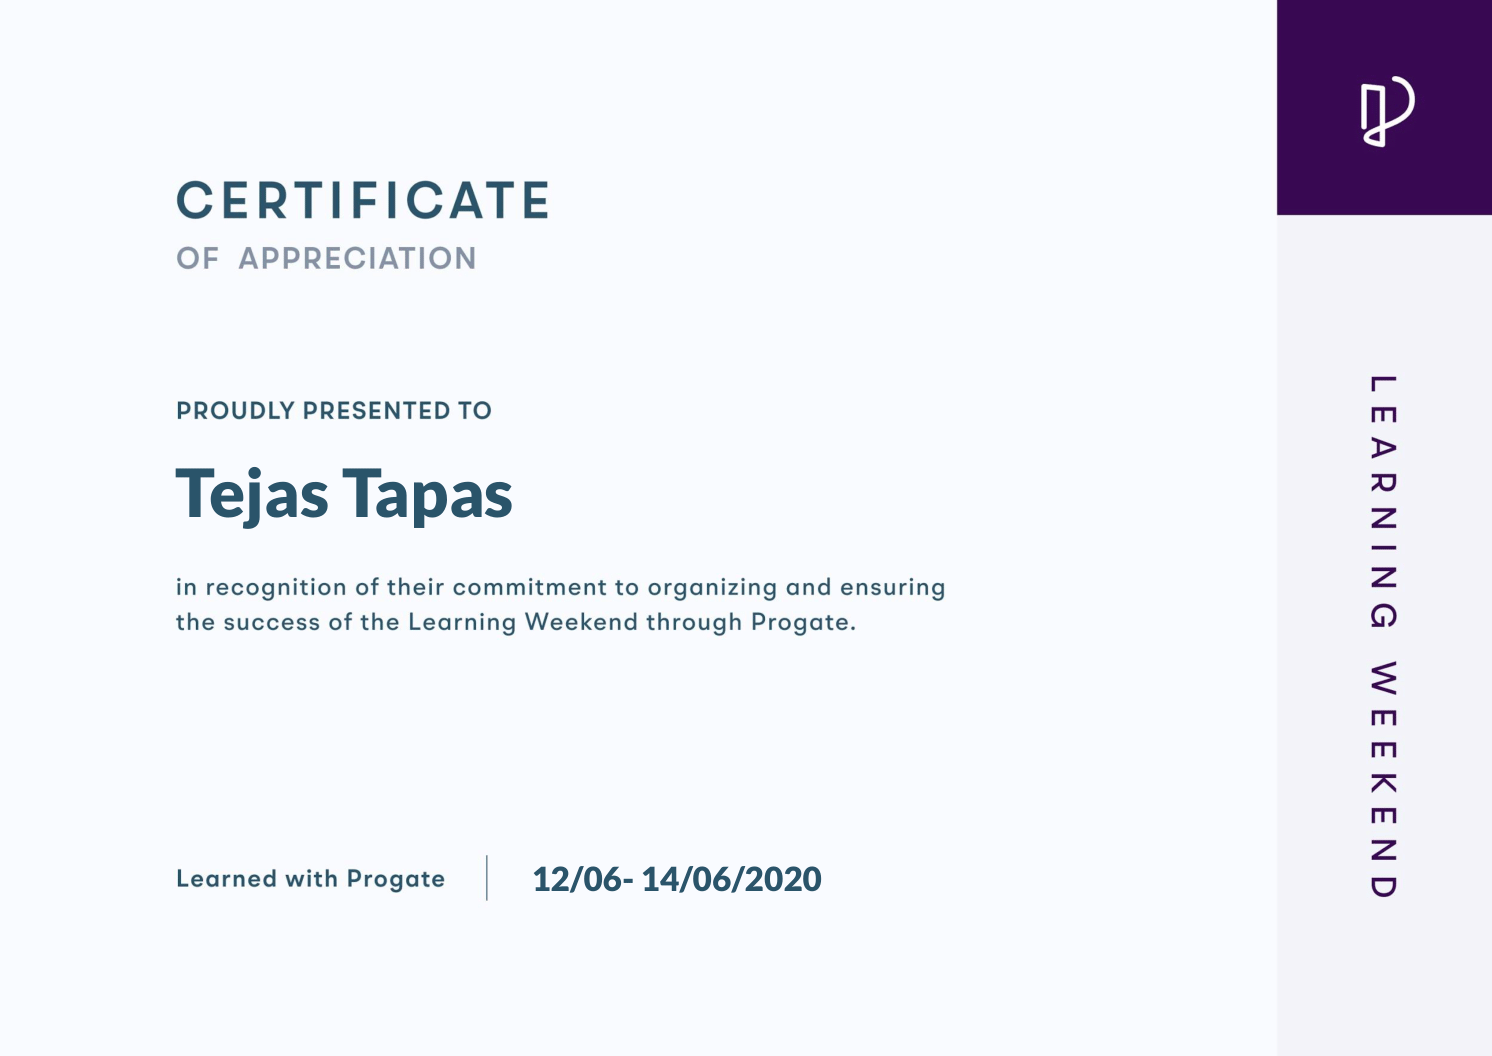 CERTIFICATE
OF APPRECIATION
PROUDLY PRESENTED TO
Tejas Tapas
in recognition of their commitment to organizing and ensuring
the success of the Learning Weekend through Progate.
Learned with Progate
12/06- 14/06/2020
LEARNING WEEKEND